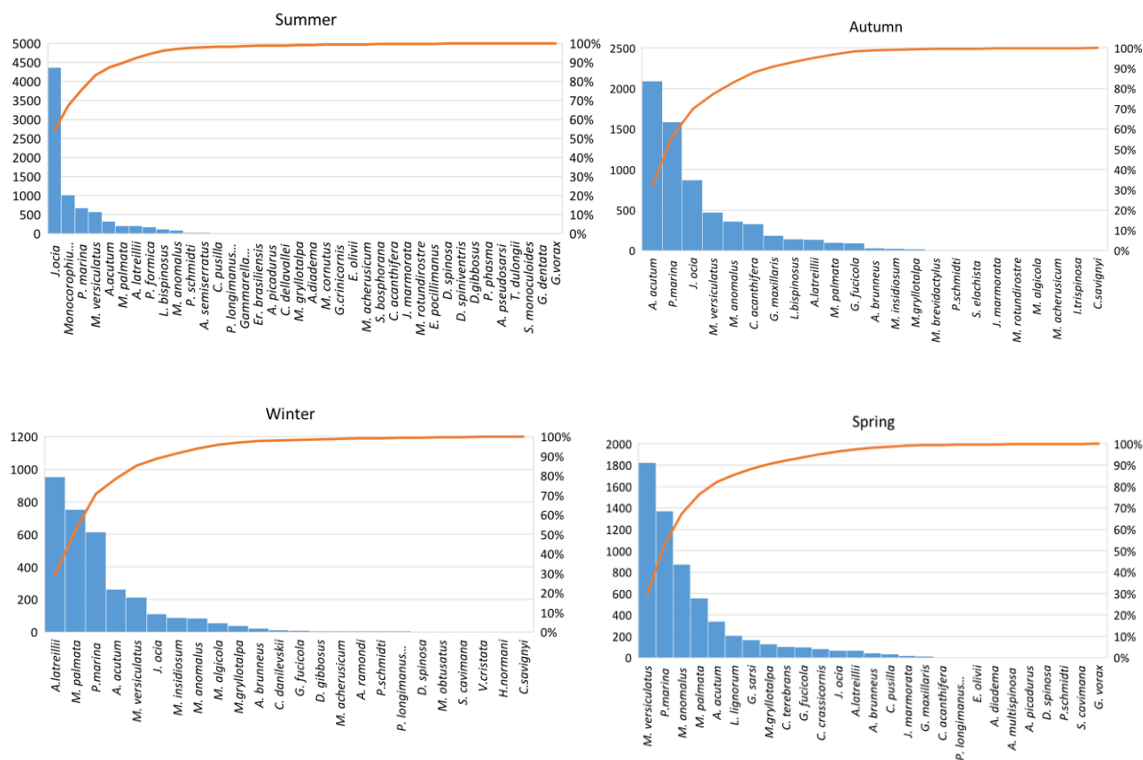 Summer
5000
4500
4000
3500
3000
2500
2000
1500
1000
500
0
100%
90%
80%
70%
60%
50%
40%
30%
20%
10%
0%
J.ocia
Monocorophiu...
P. marina
M. versiculatus
A.acutum
M. palmata
A. latreillii
P. formica
L. bispinosus
M. anomalus
P. schmidti
A. semiserratus
C. pusilla
P. longimanus...
Gammarella...
Er. brasiliensis
A. picadurus
C. dellavallei
M. gryllotalpa
A.diadema
M. cornutus
G.crinicornis
E. olivii
M. acherusicum
S. bosphorana
C. acanthifera
J. marmarata
M. rotundirostre
E. pocillimanus
D. spinosa
D. spiniventris
D.gibbosus
P. phasma
A. pseudosarsi
T. dulongii
S. monoculoides
G. dentata
G.vorax
Autumn
2500
2000
1500
1000
500
0
100%
90%
80%
70%
60%
50%
40%
30%
20%
10%
0%
A. acutum
P.marina
J. ocia
M. versiculatus
M. anomalus
C. acanthifera
G. maxillaris
L.bispinosus
A.latreillii
M. palmata
G. fucicola
A. brunneus
M. insidiosum
M.gryllotalpa
M. brevidactylus
P.schmdti
S. elachista
J. marmorata
M. rotundirostre
M. algicola
M. acherusicum
I.trispinosa
C.savignyi
Winter
1200
1000
800
600
400
200
0
100%
90%
80%
70%
60%
50%
40%
30%
20%
10%
0%
A.latreillii
M. palmata
P.marina
A. acutum
M. versiculatus
J. ocia
M. insidiosum
M. anomalus
M. algicola
M.gryllotalpa
A. brunneus
C. danilevskii
G. fucicola
D. gibbosus
M. acherusicum
A. ramondi
P.schmdti
P. longimanus...
D. spinosa
M. obtusatus
S. cavimana
V.cristata
H.normani
C.savignyi
Spring
2000
1800
1600
1400
1200
1000
800
600
400
200
0
100%
90%
80%
70%
60%
50%
40%
30%
20%
10%
0%
M. versiculatus
P.marina
M. anomalus
M. palmata
A. acutum
L. lignorum
G. sarsi
M.gryllotalpa
C. terebrans
G. fucicola
C. crassicornis
J. ocia
A.latreillii
A. brunneus
C. pusilla
J. marmorata
G. maxillaris
C. acanthifera
P. longimanus...
E. olivii
A. diadema
A. multispinosa
A. picadurus
D. spinosa
P.schmidti
S. cavimana
G. vorax